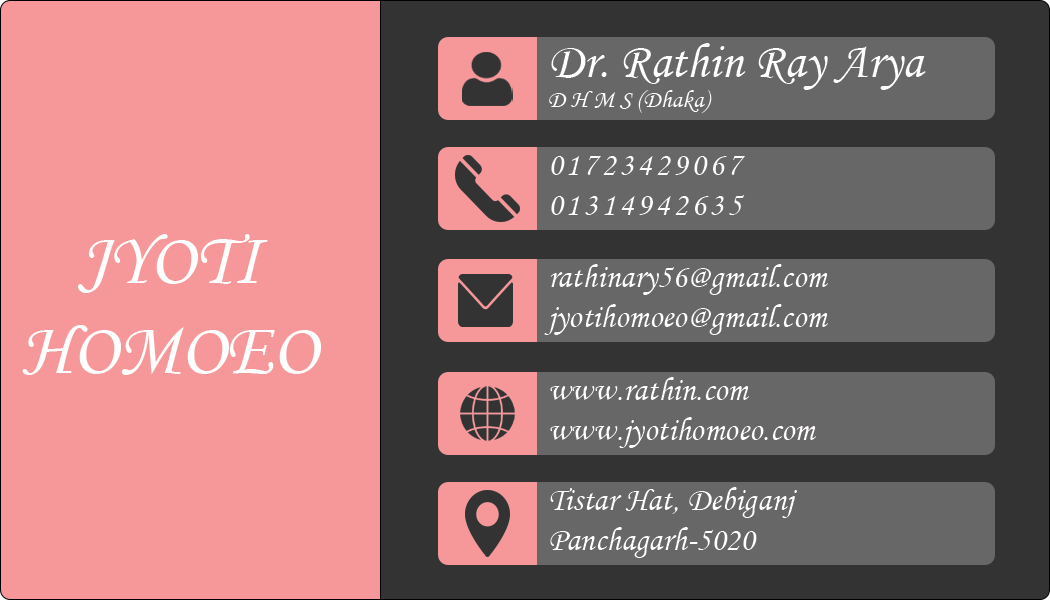 JYOTI
HOMOEO
Dr. Rathin Ray Arya
D H M S (Dhaka)
01723429067
01314942635
rathinary56@gmail.com
jyotihomoeo@gmail.com
www.rathin.com
www.jyotihomoeo.com
Tistar Hat, Debiganj
Panchagarh-5020